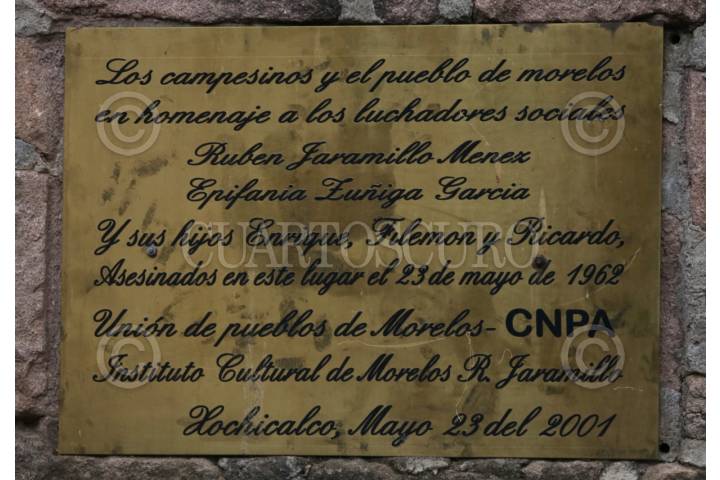 Los campesinos y el pueblo de morelos
en homenaje a los luchadores sociales
Ruben Jaramillo Menez
Epifania Zuñiga Garcia
Y sus hijos Enrique, Filemon y Ricardo,
CUARTOSCURO
Asesinados en este lugar el 23 de mayo de 1962
Unión de pueblos de Morelos- CNPA
Instituto Cultural de Morelos R. Jaramillo
Xochicalco, Mayo 23 del 2001